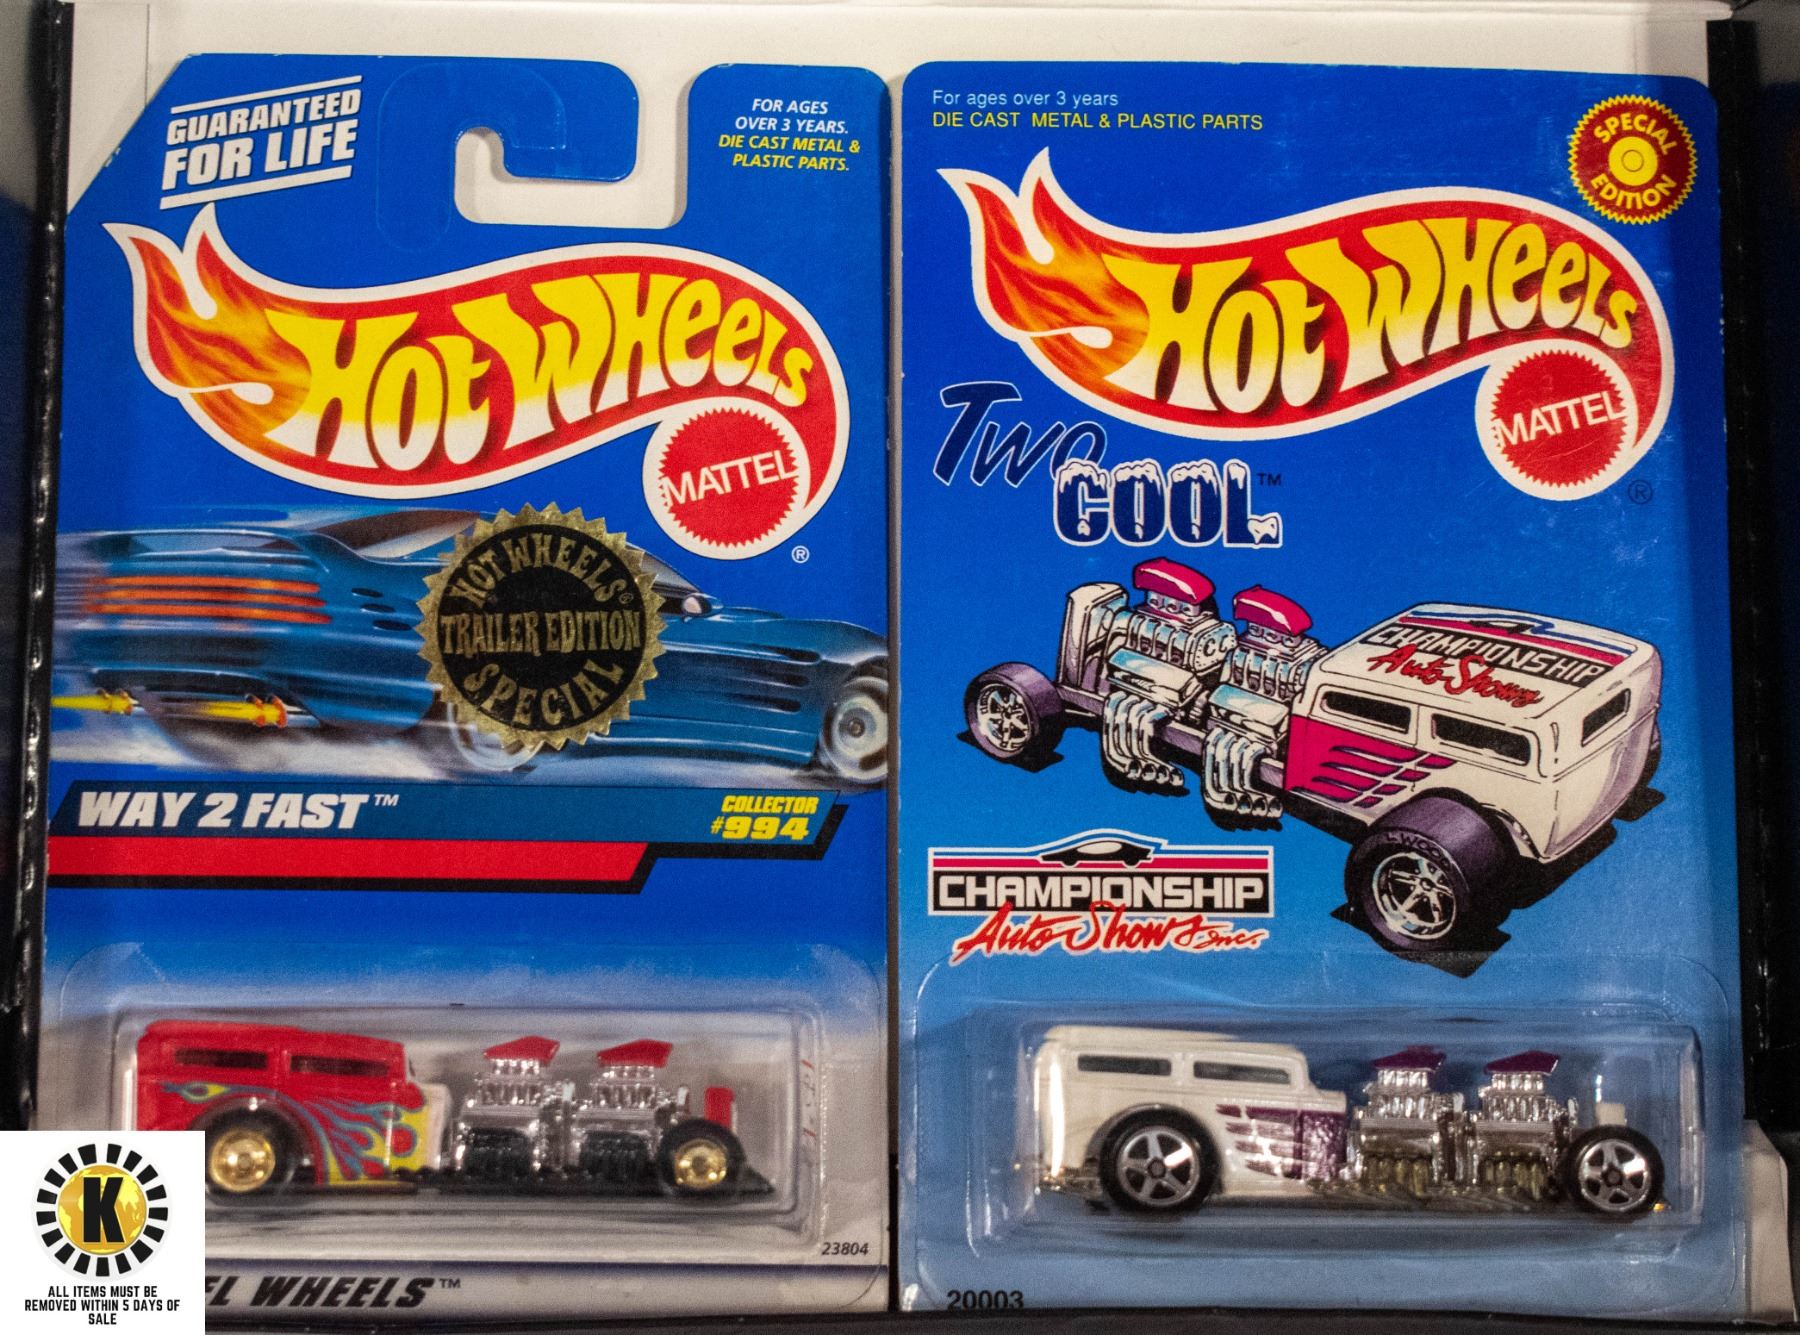 GUARANTEED
FOR LIFE
FOR AGES
OVER 3 YEARS.
DIE CAST METAL &
PLASTIC PARTS.
HOT WHEELS
®
MATTEL
HOT WHEELS®
TRAILER EDITION
SPECIAL
WAY 2 FAST™
COLLECTOR
#994
23804
EL WHEELS™
For ages over 3 years
DIE CAST METAL & PLASTIC PARTS
SPECIAL
EDITION
HOT WHEELS
®
MATTEL
Two
COOL™
CHAMPIONSHIP
Auto Shows
CHAMPIONSHIP
Auto Shows Inc.
20003
K
ALL ITEMS MUST BE
REMOVED WITHIN 5 DAYS OF
SALE